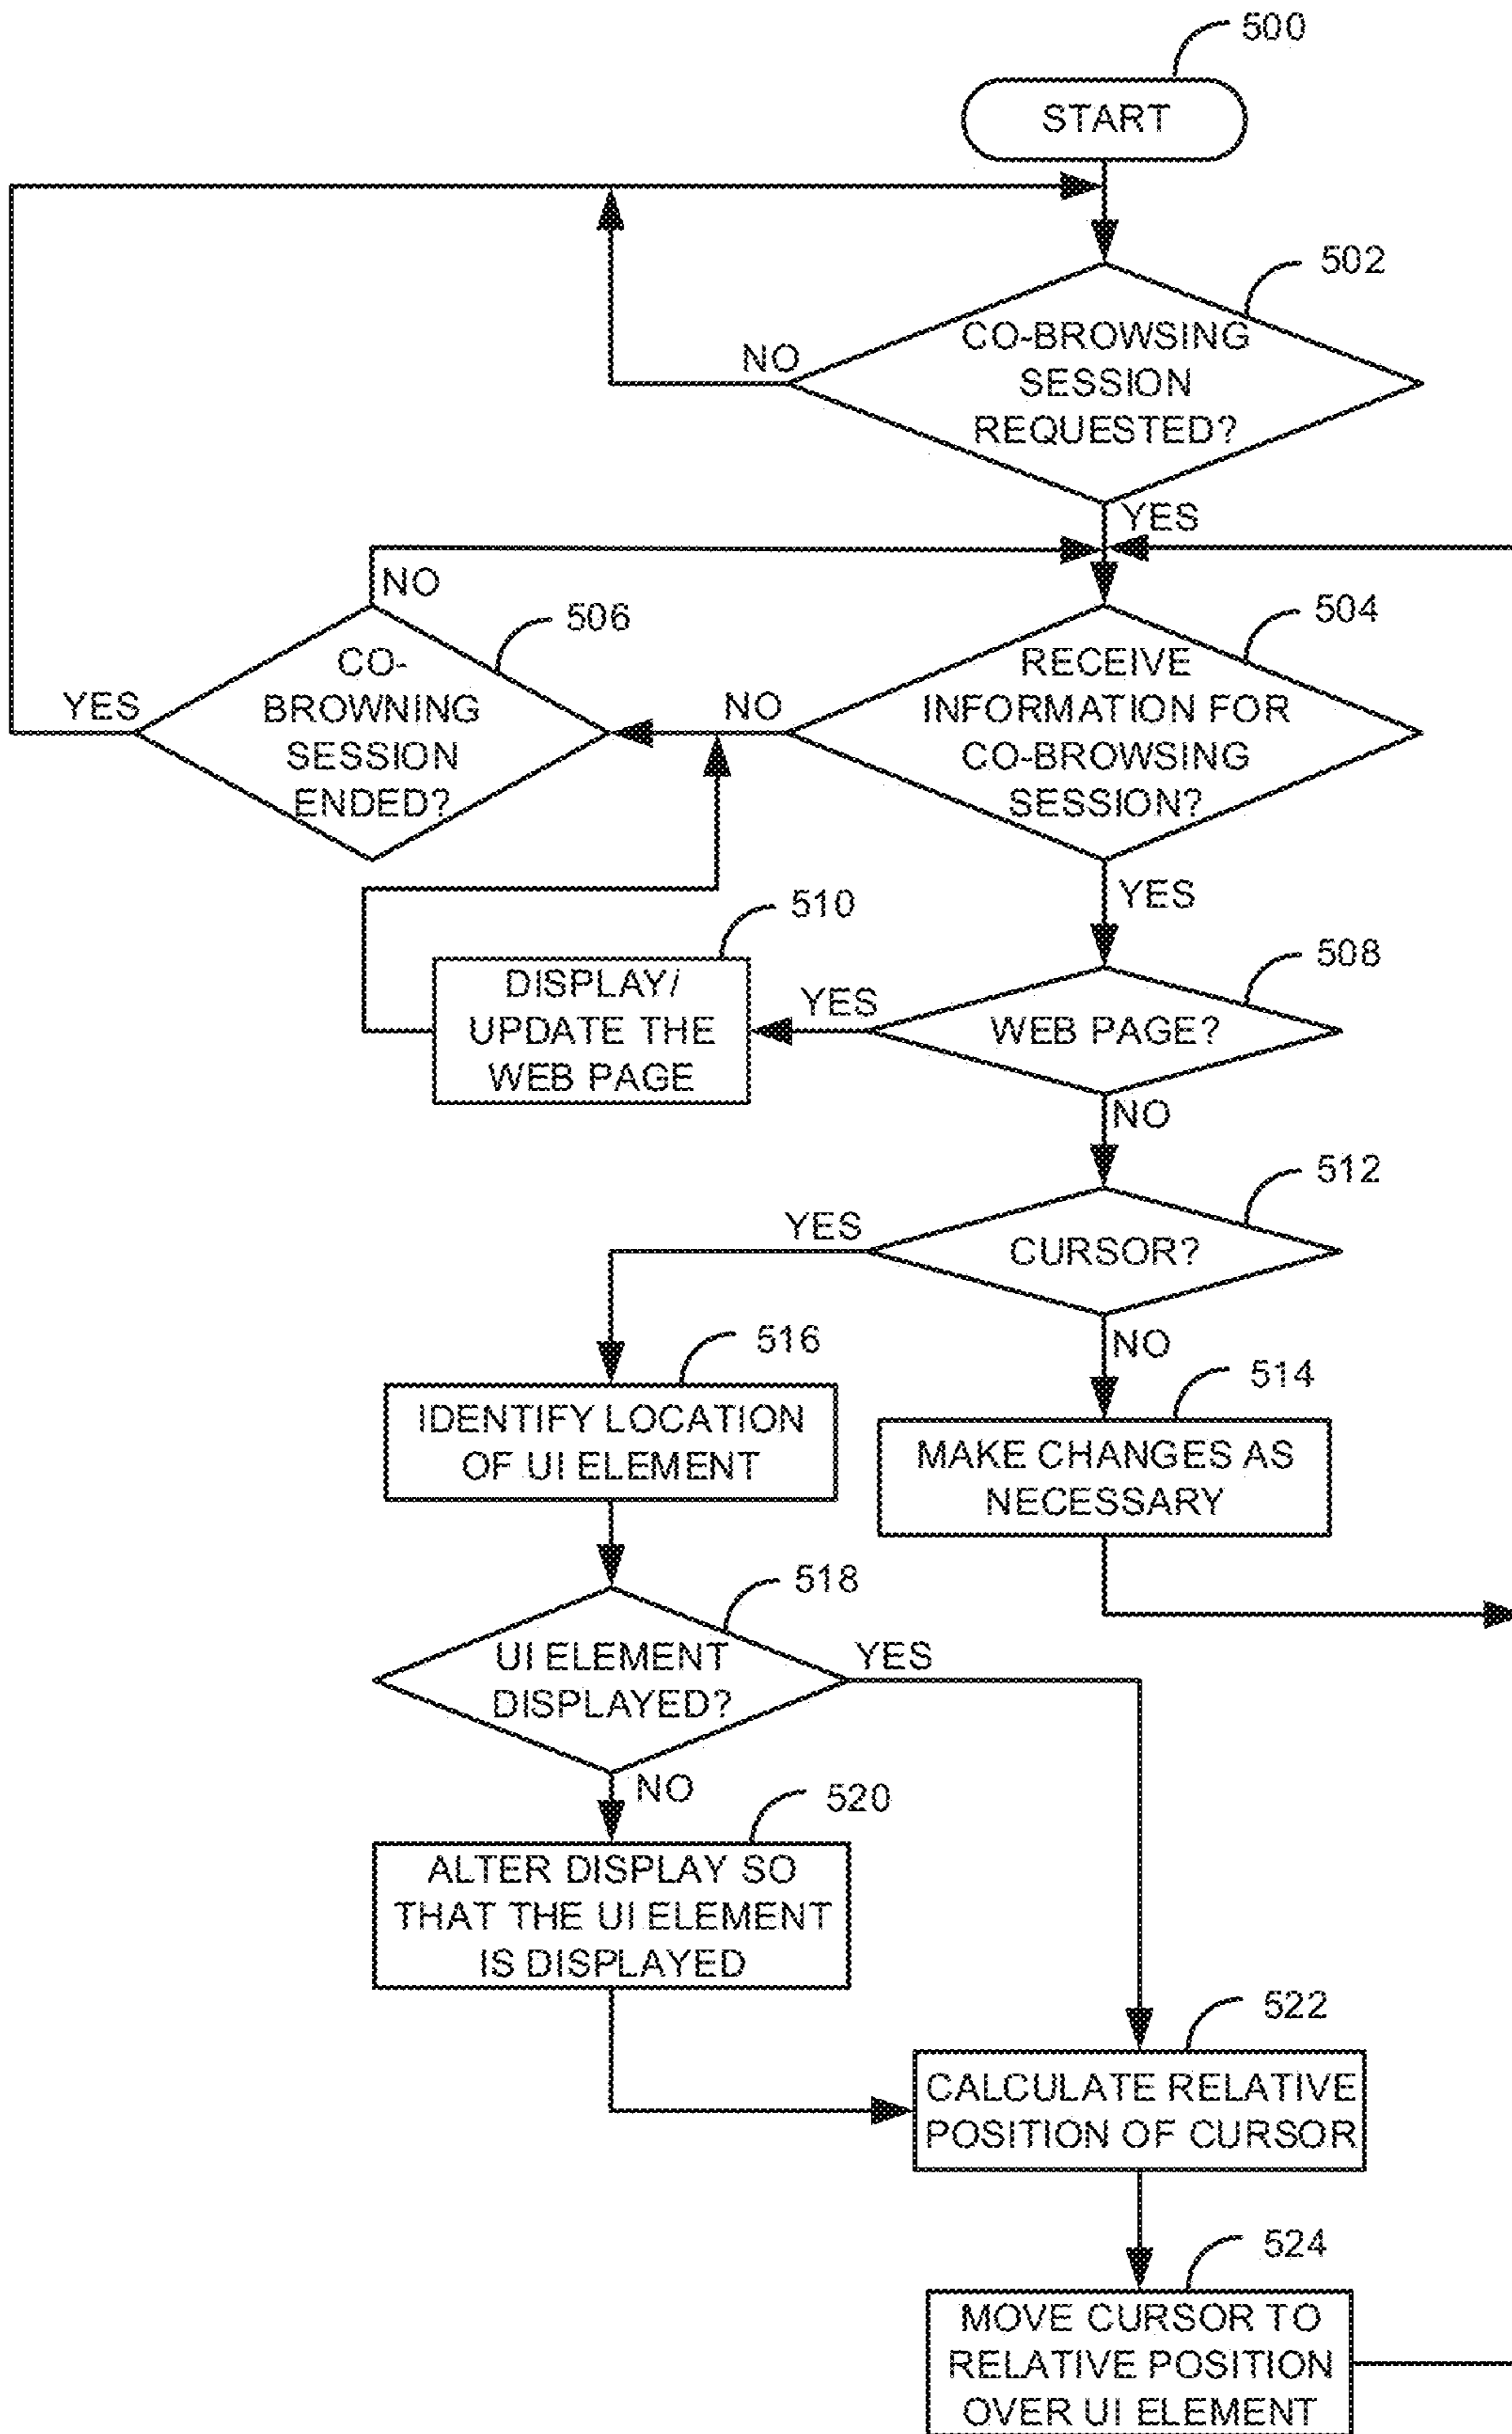 500
START
502
CO-BROWSING
SESSION
REQUESTED?
NO
YES
NO
506
504
CO-
BROWNING
SESSION
ENDED?
YES
NO
RECEIVE
INFORMATION FOR
CO-BROWSING
SESSION?
YES
510
508
DISPLAY/
UPDATE THE
WEB PAGE
YES
WEB PAGE?
NO
512
YES
CURSOR?
NO
516
514
IDENTIFY LOCATION
OF UI ELEMENT
MAKE CHANGES AS
NECESSARY
518
UI ELEMENT
DISPLAYED?
YES
NO
520
ALTER DISPLAY SO
THAT THE UI ELEMENT
IS DISPLAYED
522
CALCULATE RELATIVE
POSITION OF CURSOR
524
MOVE CURSOR TO
RELATIVE POSITION
OVER UI ELEMENT